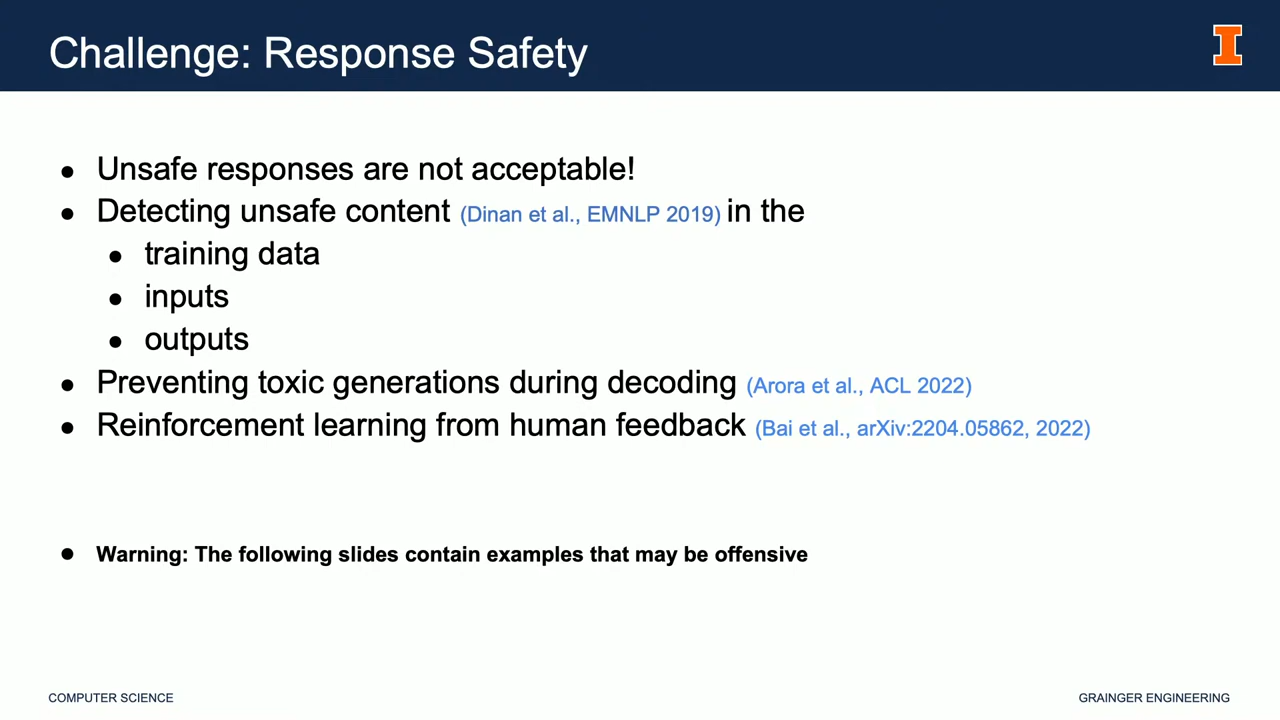 Challenge: Response Safety
I
● Unsafe responses are not acceptable!
● Detecting unsafe content (Dinan et al., EMNLP 2019) in the
● training data
● inputs
● outputs
● Preventing toxic generations during decoding (Arora et al., ACL 2022)
● Reinforcement learning from human feedback (Bai et al., arXiv:2204.05862, 2022)
● Warning: The following slides contain examples that may be offensive
COMPUTER SCIENCE
GRAINGER ENGINEERING